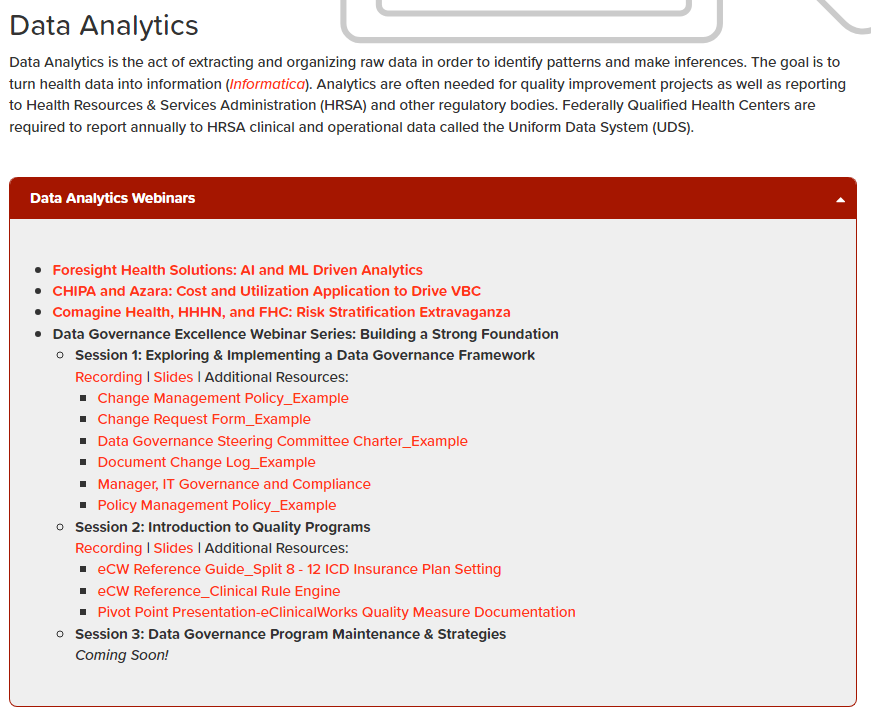 Data Analytics
Data Analytics is the act of extracting and organizing raw data in order to identify patterns and make inferences. The goal is to
turn health data into information (Informatica). Analytics are often needed for quality improvement projects as well as reporting
to Health Resources & Services Administration (HRSA) and other regulatory bodies. Federally Qualified Health Centers are
required to report annually to HRSA clinical and operational data called the Uniform Data System (UDS).
Data Analytics Webinars
Foresight Health Solutions: AI and ML Driven Analytics
CHIPA and Azara: Cost and Utilization Application to Drive VBC
Comagine Health, HHHN, and FHC: Risk Stratification Extravaganza
Data Governance Excellence Webinar Series: Building a Strong Foundation
Session 1: Exploring & Implementing a Data Governance Framework
Recording | Slides | Additional Resources:
Change Management Policy_Example
Change Request Form_Example
Data Governance Steering Committee Charter_Example
Document Change Log_Example
Manager, IT Governance and Compliance
Policy Management Policy_Example
Session 2: Introduction to Quality Programs
Recording | Slides | Additional Resources:
eCW Reference Guide_Split 8 - 12 ICD Insurance Plan Setting
eCW Reference_Clinical Rule Engine
Pivot Point Presentation-eClinicalWorks Quality Measure Documentation
Session 3: Data Governance Program Maintenance & Strategies
Coming Soon!